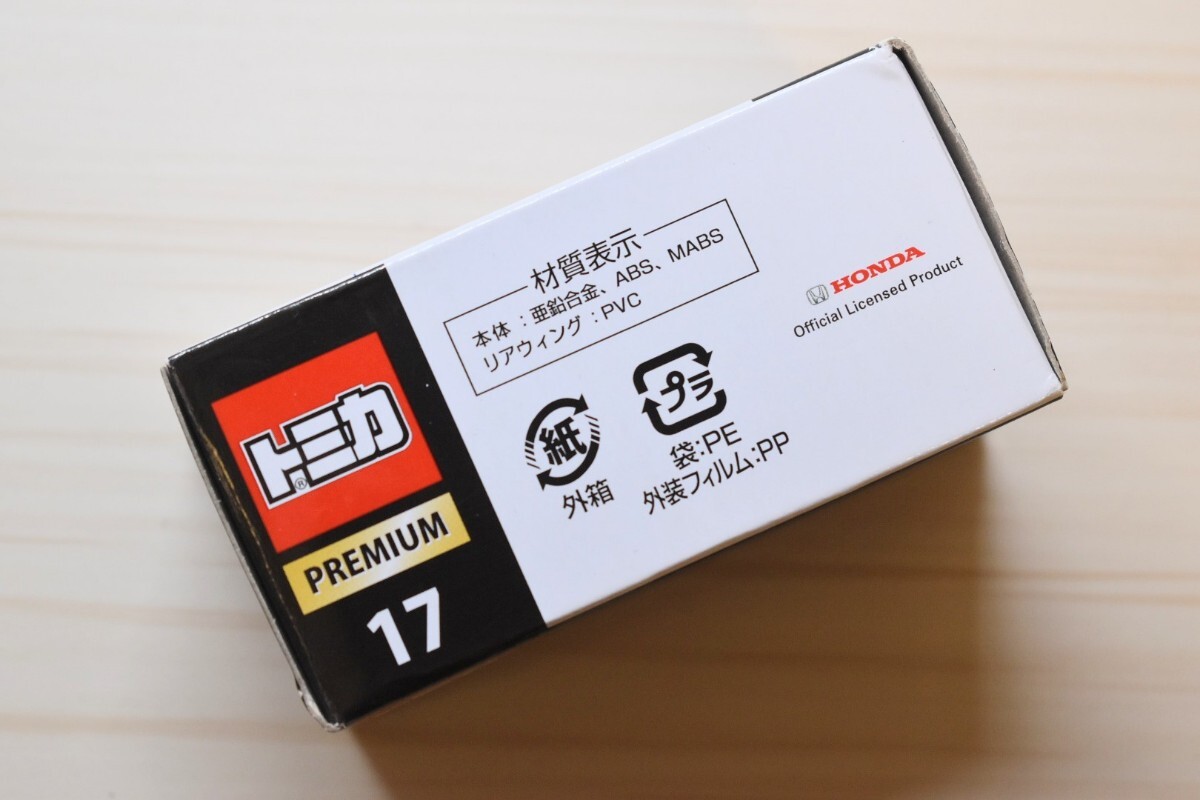 トミカ®
PREMIUM
17
材質表示
本体：亜鉛合金、ABS、MABS
リアウィング：PVC
紙
外箱
プラ
袋:PE
外装フィルム:PP
HONDA
Official Licensed Product